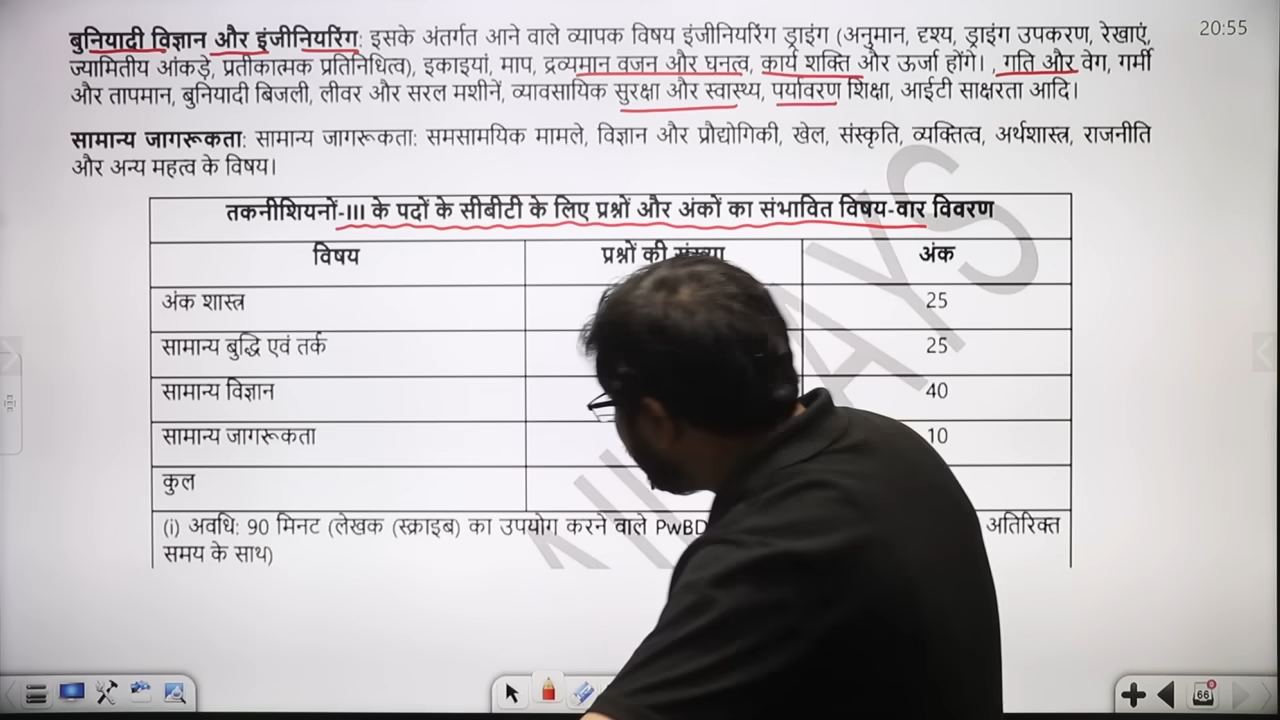 20:55
बुनियादी विज्ञान और इंजीनियरिंग: इसके अंतर्गत आने वाले व्यापक विषय इंजीनियरिंग ड्राइंग (अनुमान, दृश्य, ड्राइंग उपकरण, रेखाएं,
ज्यामितीय आंकड़े, प्रतीकात्मक प्रतिनिधित्व), इकाइयां, माप, द्रव्यमान वजन और घनत्व, कार्य शक्ति और ऊर्जा होंगे। , गति और वेग, गर्मी
और तापमान, बुनियादी बिजली, लीवर और सरल मशीनें, व्यावसायिक सुरक्षा और स्वास्थ्य, पर्यावरण शिक्षा, आईटी साक्षरता आदि।
सामान्य जागरूकता: सामान्य जागरूकता: समसामयिक मामले, विज्ञान और प्रौद्योगिकी, खेल, संस्कृति, व्यक्तित्व, अर्थशास्त्र, राजनीति
और अन्य महत्व के विषय।
तकनीशियनों-III के पदों के सीबीटी के लिए प्रश्नों और अंकों का संभावित विषय-वार विवरण
विषय प्रश्नों की संख्या अंक
अंक शास्त्र 25
सामान्य बुद्धि एवं तर्क 25
सामान्य विज्ञान 40
सामान्य जागरूकता 10
कुल
(i) अवधि: 90 मिनट (लेखक (स्क्राइब) का उपयोग करने वाले PwBD अतिरिक्त
समय के साथ)
66